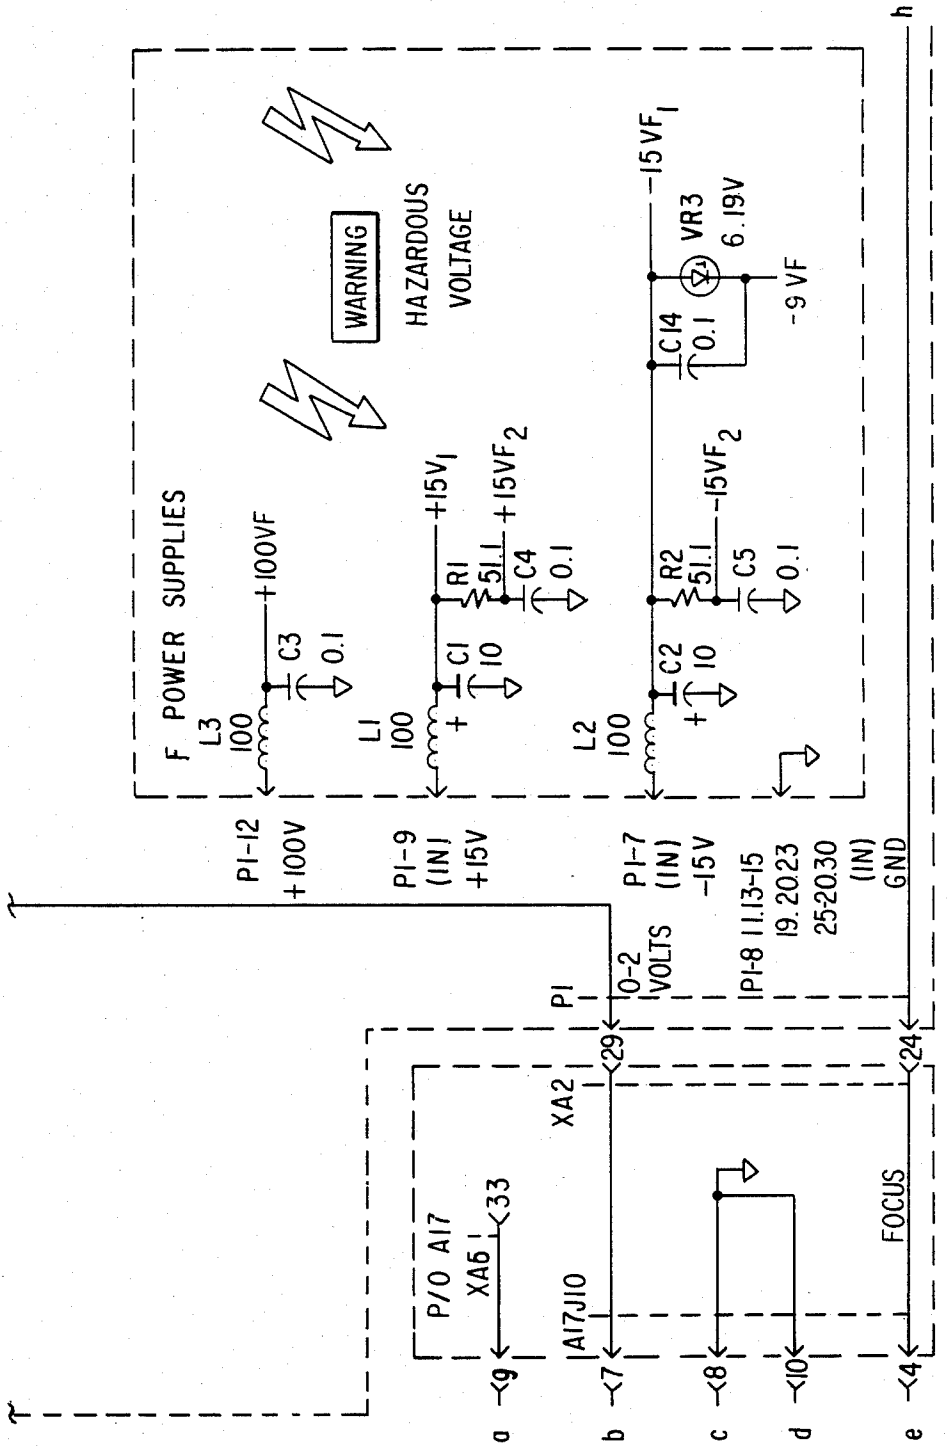 F POWER SUPPLIES
L3
100
+100VF
C3
0.1
P1-12
+100V
WARNING
HAZARDOUS
VOLTAGE
L1
100
+15V1
R1
51.1
+15VF2
C1
10
+
C4
0.1
P1-9
(IN)
+15V
L2
100
-15VF1
R2
51.1
-15VF2
C2
10
+
C5
0.1
C14
0.1
VR3
6.19V
-9 VF
P1-7
(IN)
-15V
P1-8 11.13-15
19.20.23
25-20.30
(IN)
GND
h
P1
0-2
VOLTS
29
24
P/O A17
XA6
33
XA2
A17J10
FOCUS
a 9
b 7
c 8
d 10
e 4